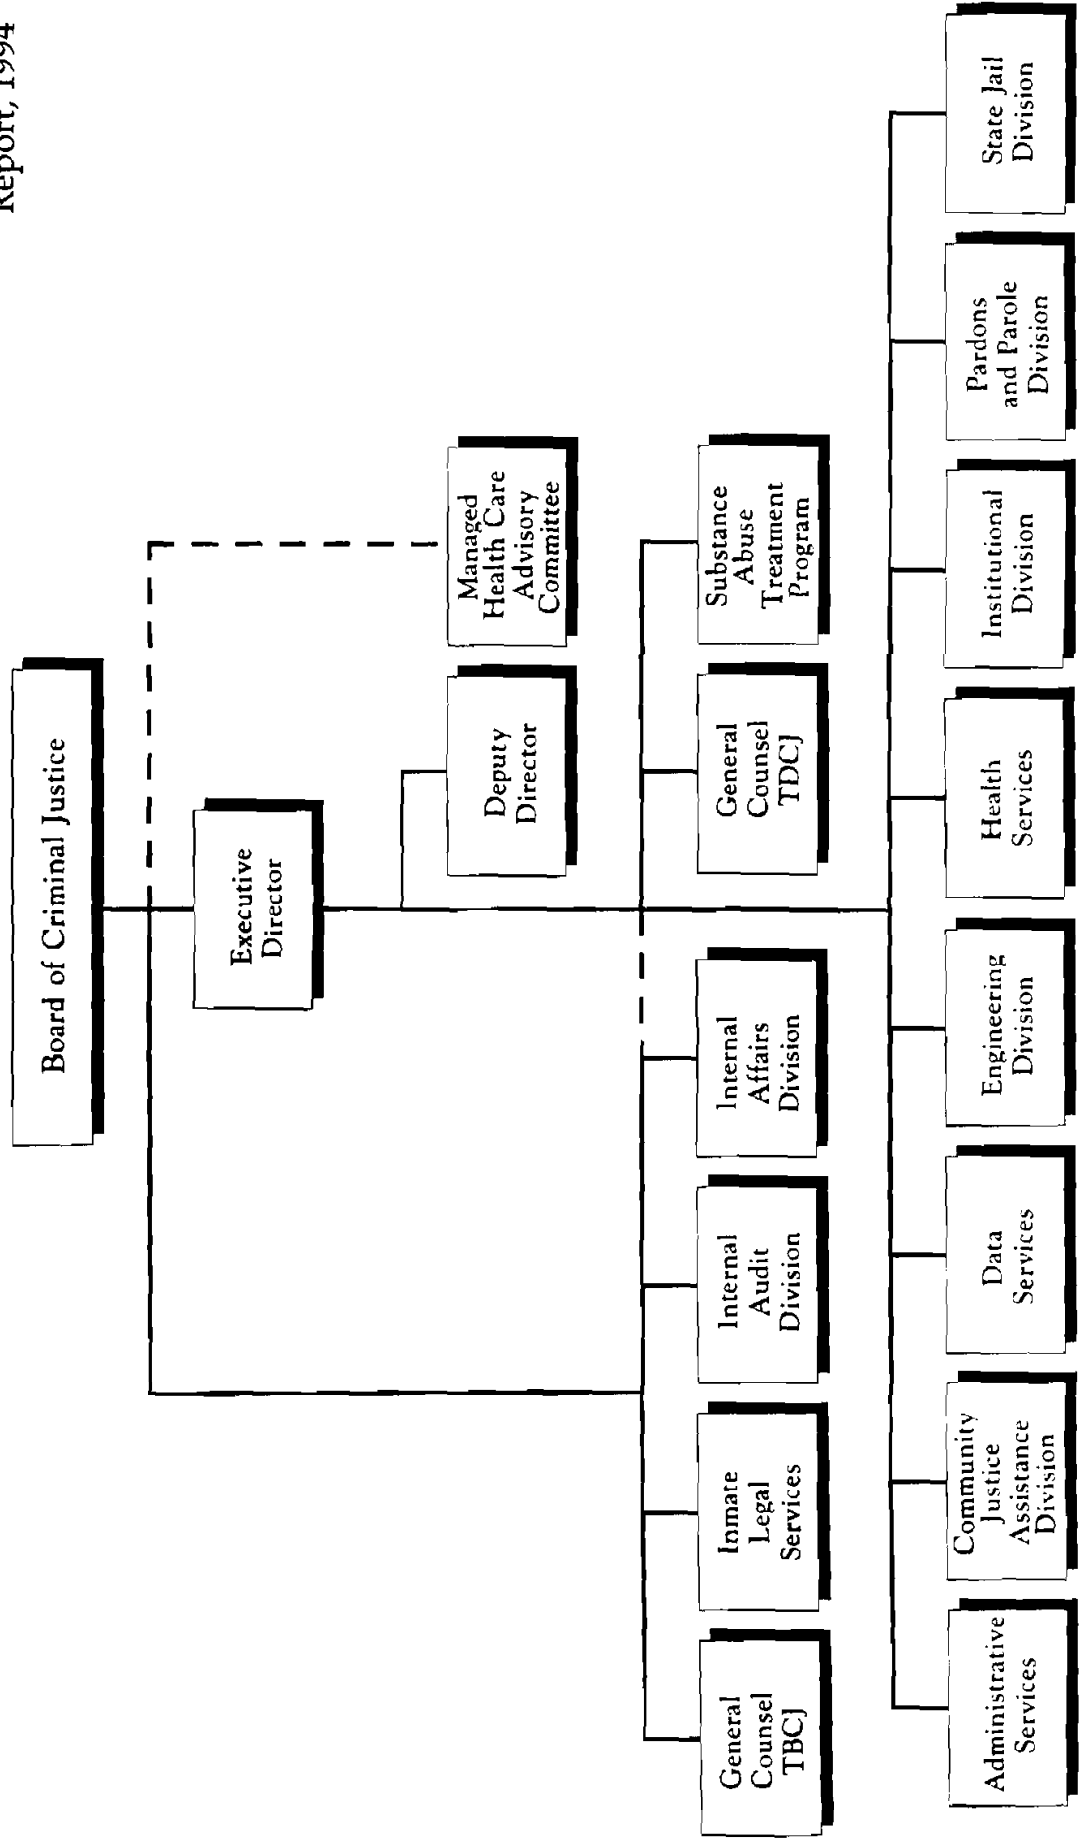 Report, 1994
Board of Criminal Justice
Executive
Director
Deputy
Director
Managed
Health Care
Advisory
Committee
General
Counsel
TBCJ
Inmate
Legal
Services
Internal
Audit
Division
Internal
Affairs
Division
General
Counsel
TDCJ
Substance
Abuse
Treatment
Program
Administrative
Services
Community
Justice
Assistance
Division
Data
Services
Engineering
Division
Health
Services
Institutional
Division
Pardons
and Parole
Division
State Jail
Division